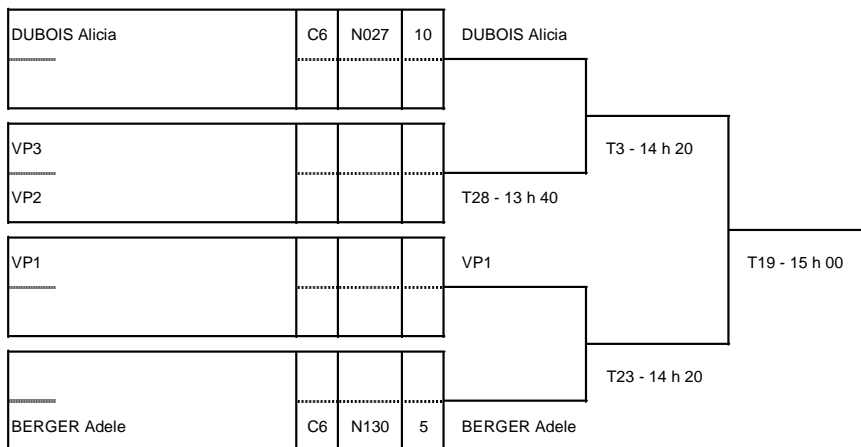 DUBOIS Alicia C6 N027 10 DUBOIS Alicia
VP3 T3 - 14 h 20
VP2 T28 - 13 h 40
VP1 VP1 T19 - 15 h 00
T23 - 14 h 20
BERGER Adele C6 N130 5 BERGER Adele